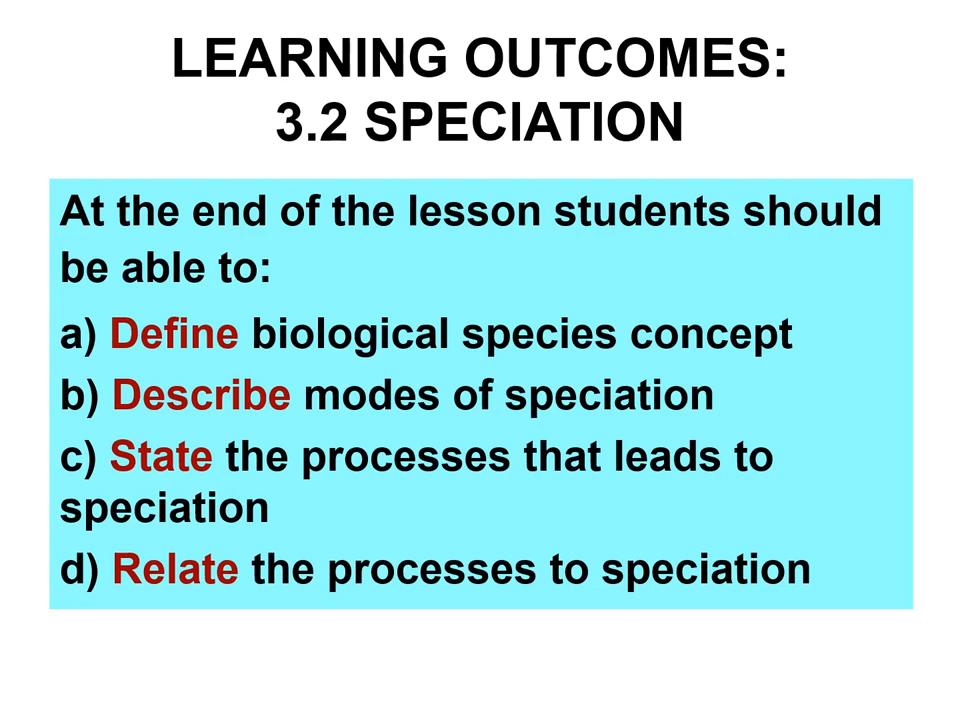 LEARNING OUTCOMES:
3.2 SPECIATION
At the end of the lesson students should
be able to:
a) Define biological species concept
b) Describe modes of speciation
c) State the processes that leads to
speciation
d) Relate the processes to speciation